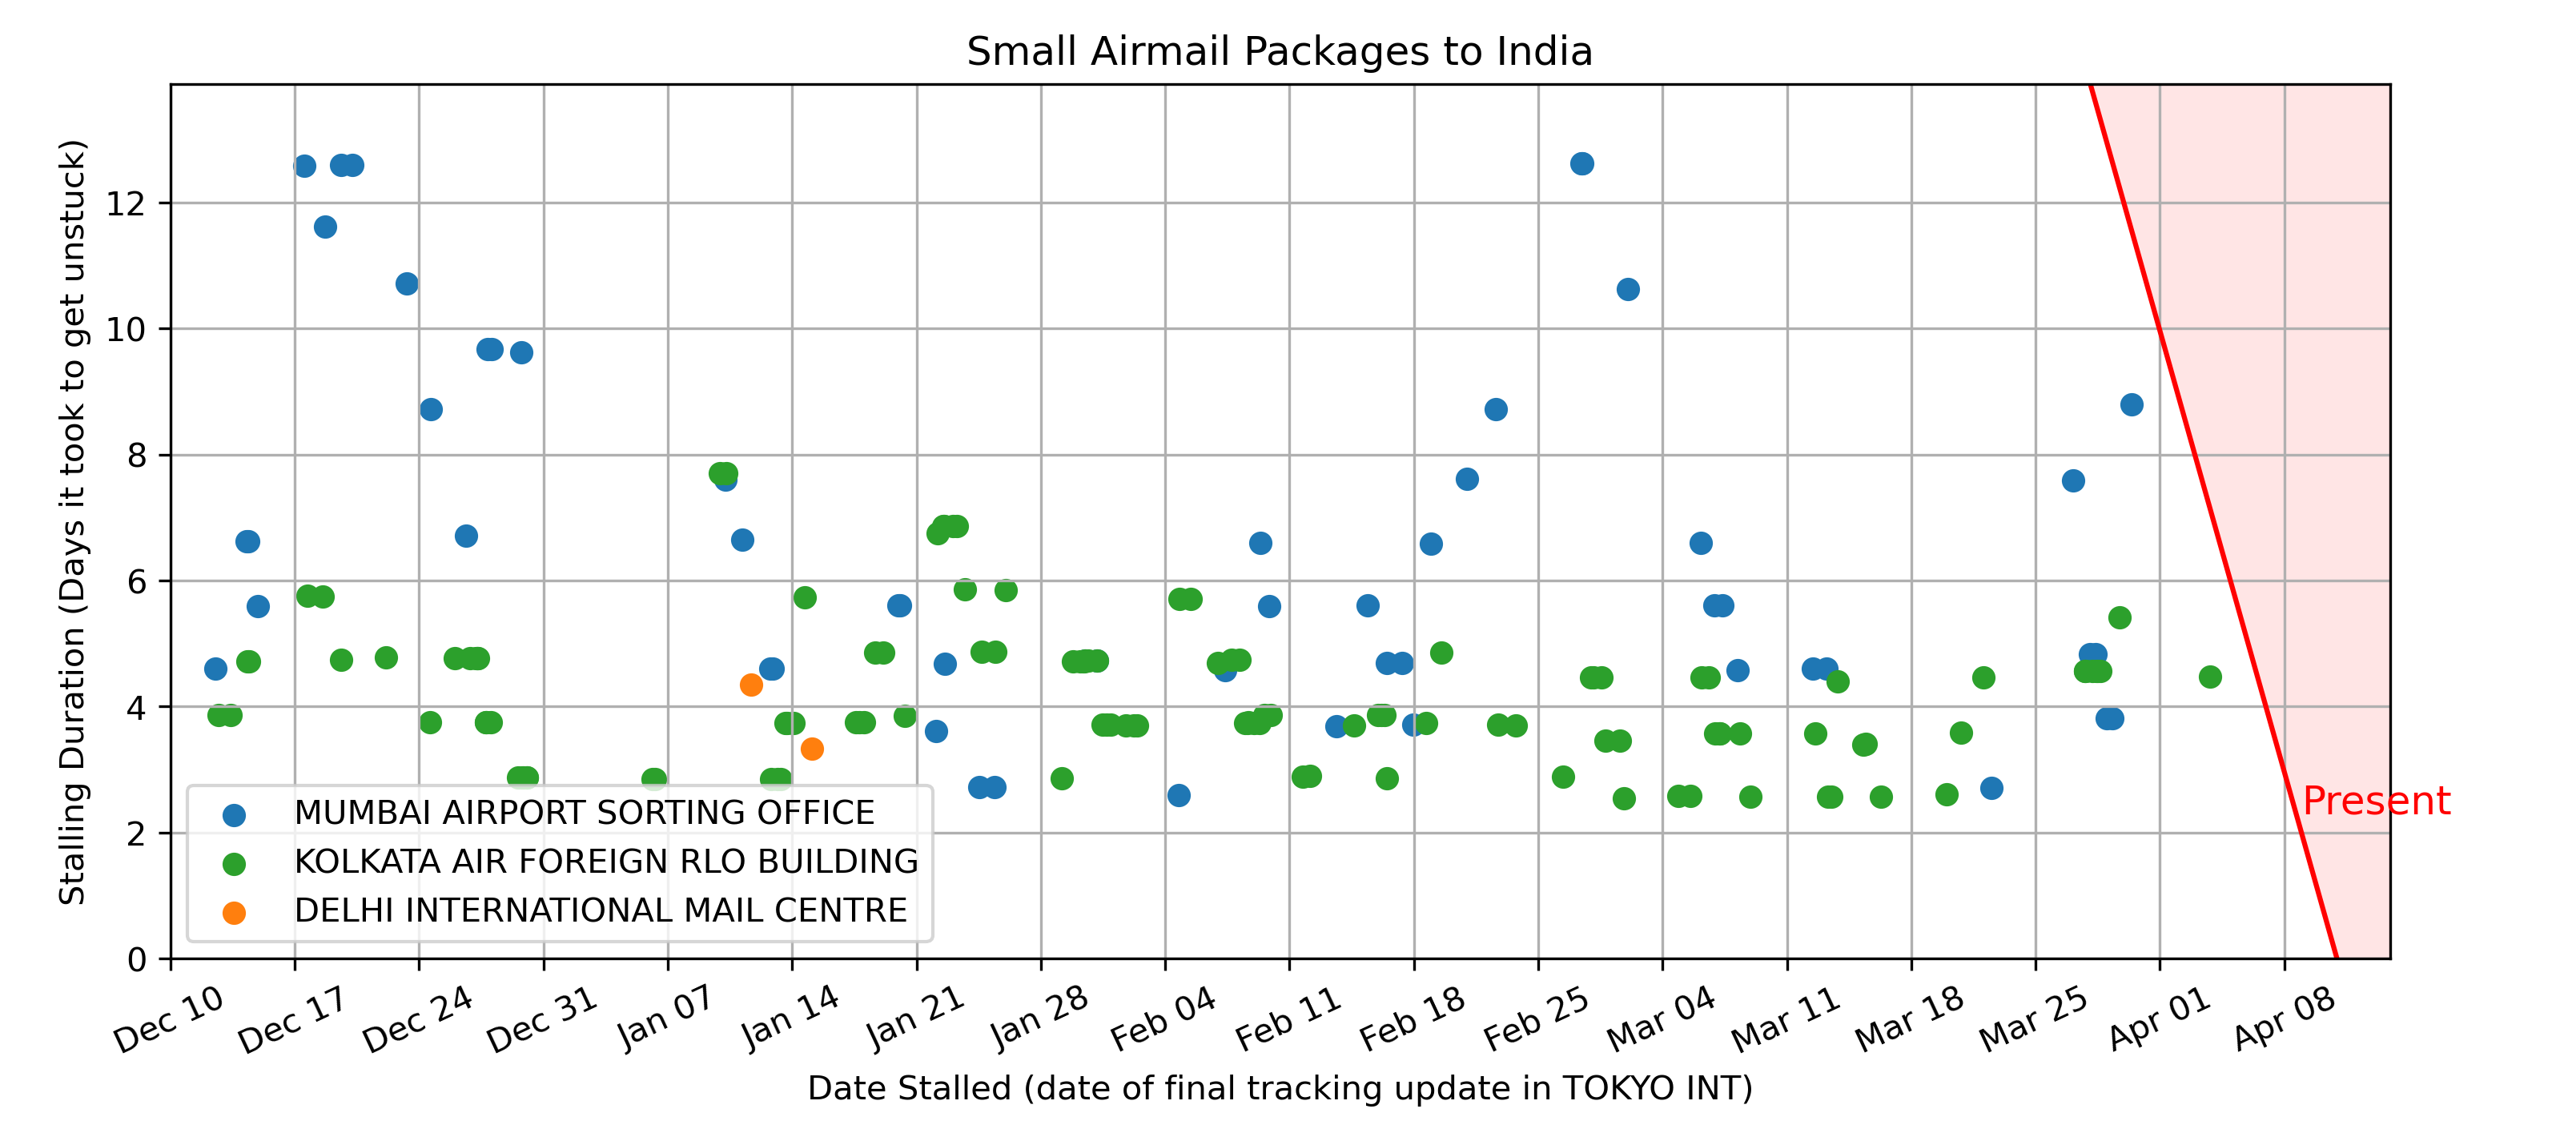 Small Airmail Packages to India
Stalling Duration (Days it took to get unstuck)
12
10
8
6
4
2
0
Present
MUMBAI AIRPORT SORTING OFFICE
KOLKATA AIR FOREIGN RLO BUILDING
DELHI INTERNATIONAL MAIL CENTRE
Dec 10
Dec 17
Dec 24
Dec 31
Jan 07
Jan 14
Jan 21
Jan 28
Feb 04
Feb 11
Feb 18
Feb 25
Mar 04
Mar 11
Mar 18
Mar 25
Apr 01
Apr 08
Date Stalled (date of final tracking update in TOKYO INT)